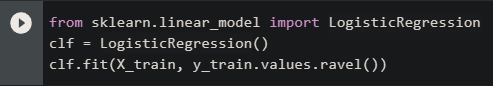 from sklearn.linear_model import LogisticRegression
clf = LogisticRegression()
clf.fit(X_train, y_train.values.ravel())